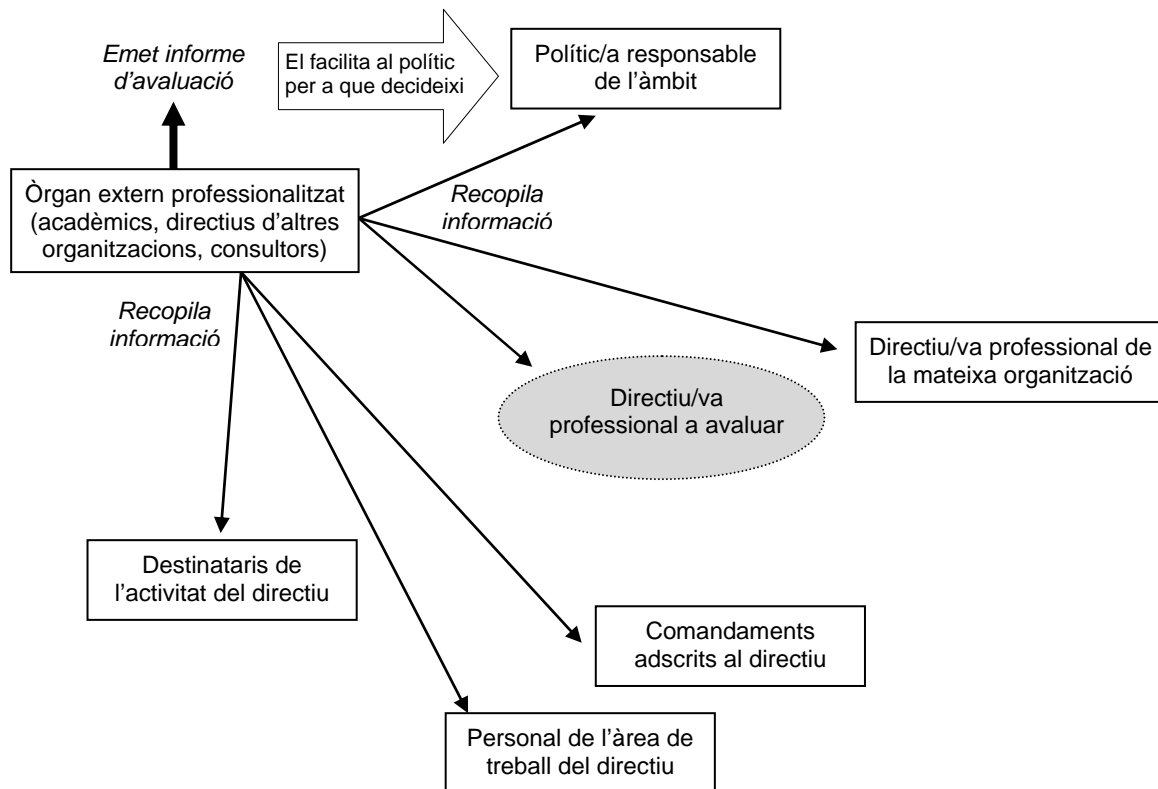 Emet informe
d’avaluació
El facilita al polític
per a que decideixi
Polític/a responsable
de l’àmbit
Òrgan extern professionalitzat
(acadèmics, directius d’altres
organitzacions, consultors)
Recopila
informació
Recopila
informació
Directiu/va professional de
la mateixa organització
Directiu/va
professional a avaluar
Destinataris de
l’activitat del directiu
Comandaments
adscrits al directiu
Personal de l’àrea de
treball del directiu